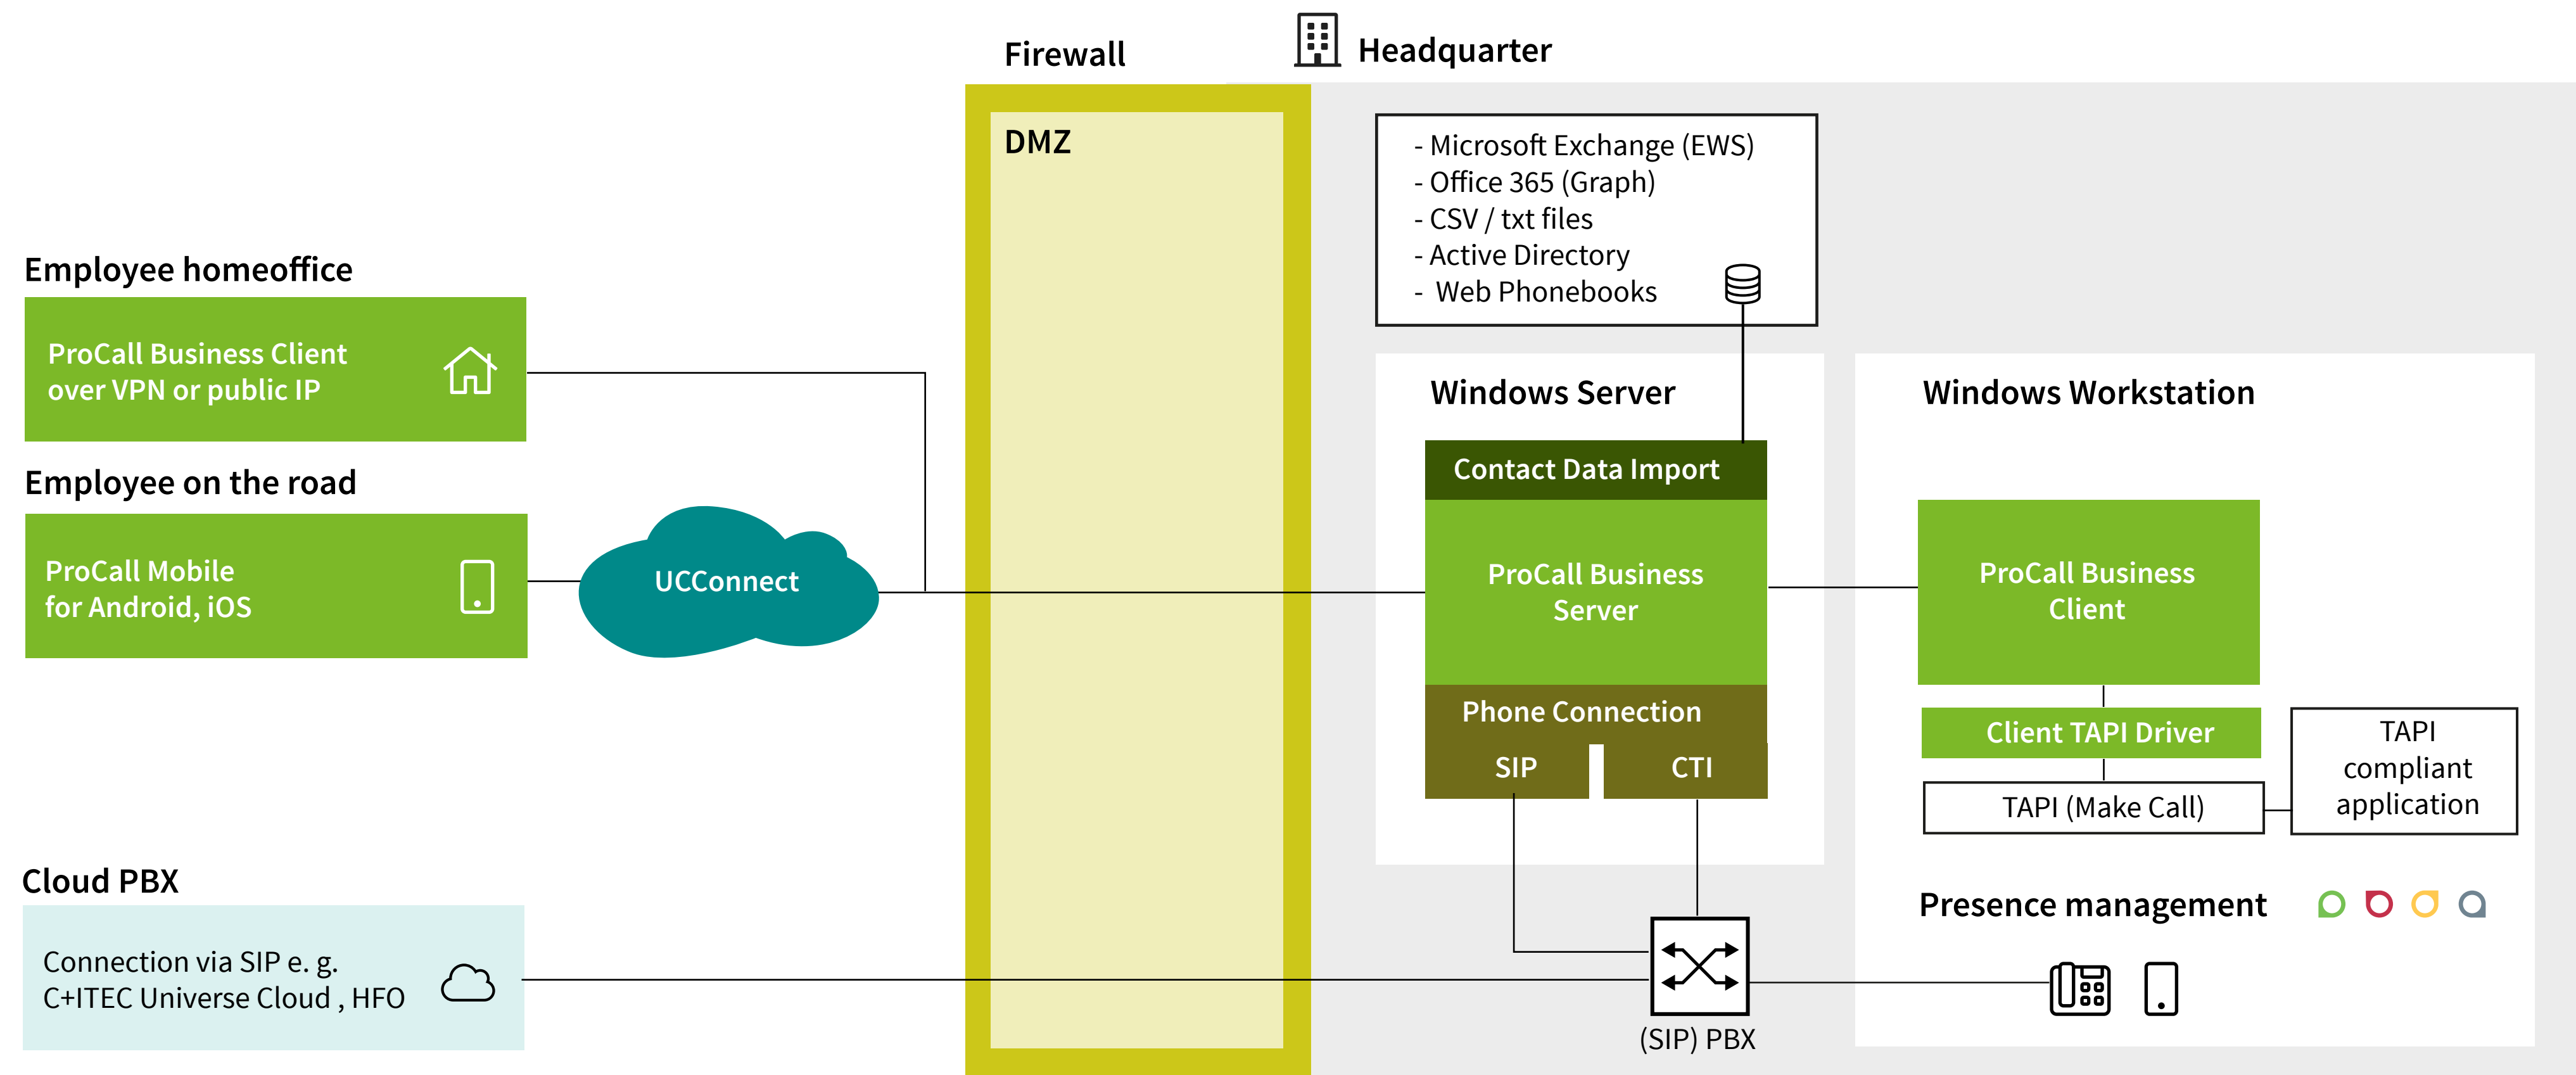 Firewall
Headquarter
DMZ
- Microsoft Exchange (EWS)
- Office 365 (Graph)
- CSV / txt files
- Active Directory
- Web Phonebooks
Employee homeoffice
ProCall Business Client
over VPN or public IP
Employee on the road
ProCall Mobile
for Android, iOS
UCConnect
Windows Server
Contact Data Import
ProCall Business
Server
Phone Connection
SIP
CTI
Windows Workstation
ProCall Business
Client
Client TAPI Driver
TAPI (Make Call)
TAPI
compliant
application
Presence management
Cloud PBX
Connection via SIP e. g.
C+ITEC Universe Cloud , HFO
(SIP) PBX